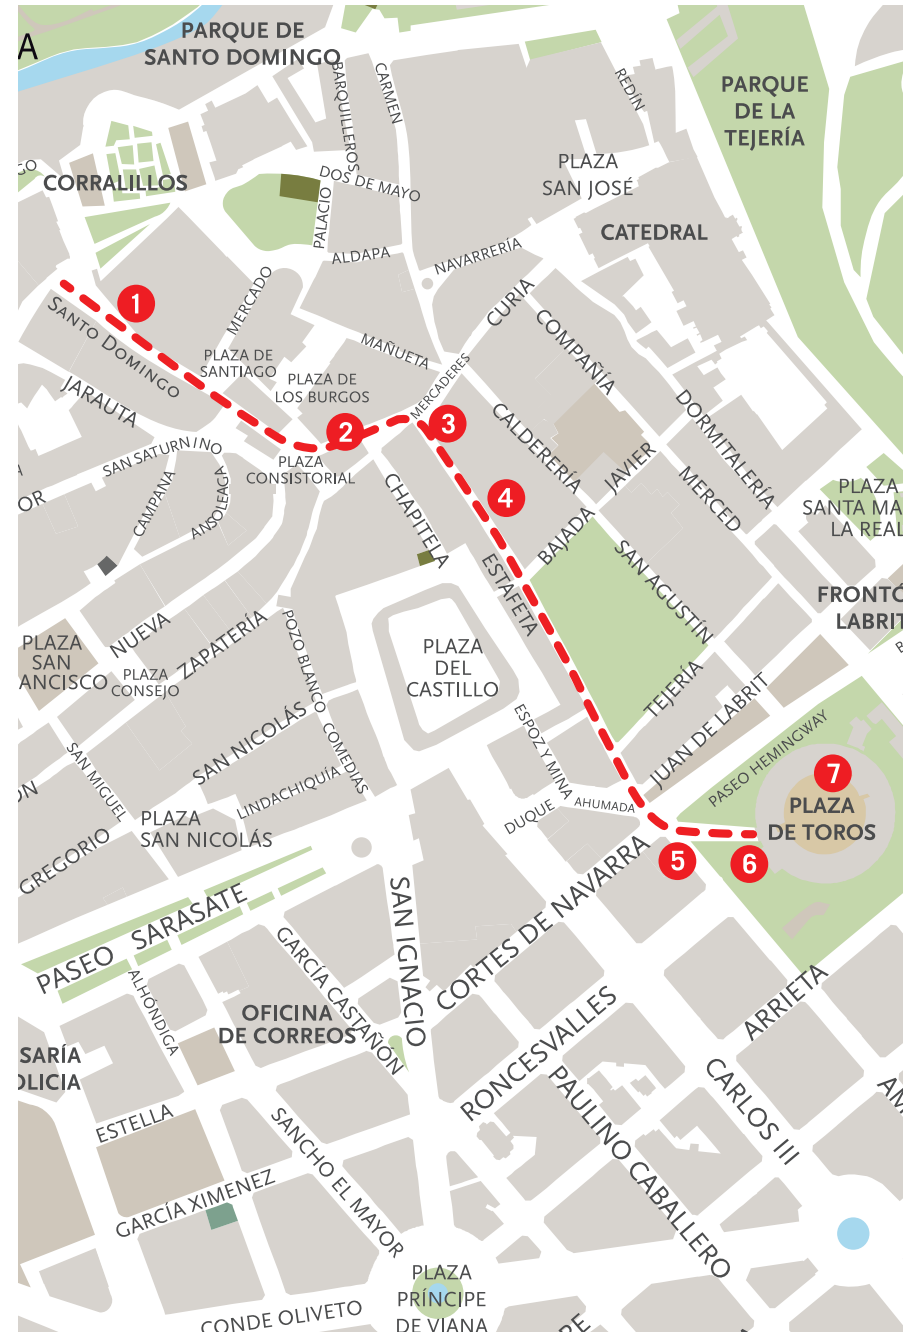 A
PARQUE DE
SANTO DOMINGO
BARQUILLEROS
CARMEN
REDÍN
PARQUE
DE LA
TEJERÍA
GO
CORRALILLOS
DOS DE MAYO
PALACIO
PLAZA
SAN JOSÉ
CATEDRAL
ALDAPA
NAVARRERÍA
1
MERCADO
CURIA
COMPAÑÍA
SANTO DOMINGO
MAÑUETA
MERCADERES
PLAZA DE
SANTIAGO
PLAZA DE
LOS BURGOS
JARAUTA
2
3
CALDERERÍA
DORMITALERÍA
SAN SATURNINO
PLAZA
CONSISTORIAL
CHAPITELA
4
JAVIER
BAJADA
MERCED
PLAZA
SANTA MA
LA REAL
OR
CAMPANA
ANSOLEAGA
ESTAFETA
SAN AGUSTÍN
FRONTÓ
LABRIT
NUEVA
ZAPATERÍA
POZO BLANCO
PLAZA
SAN
ANCISCO
PLAZA
CONSEJO
PLAZA
DEL
CASTILLO
TEJERÍA
JUAN DE LABRIT
SAN NICOLÁS
COMEDIAS
ESPOZ Y MINA
PASEO HEMINGWAY
SAN MIGUEL
LINDACHIQUÍA
ÓN
7
PLAZA
DE TOROS
PLAZA
SAN NICOLÁS
DUQUE
AHUMADA
GREGORIO
5
6
PASEO SARASATE
SAN IGNACIO
CORTES DE NAVARRA
GARCÍA CASTAÑÓN
ALHÓNDIGA
OFICINA
DE CORREOS
RONCESVALLES
ARRIETA
SARÍA
OLICIA
PAULINO CABALLERO
CARLOS III
AM
ESTELLA
SANCHO EL MAYOR
GARCÍA XIMENEZ
PLAZA
PRÍNCIPE
DE VIANA
CONDE OLIVETO